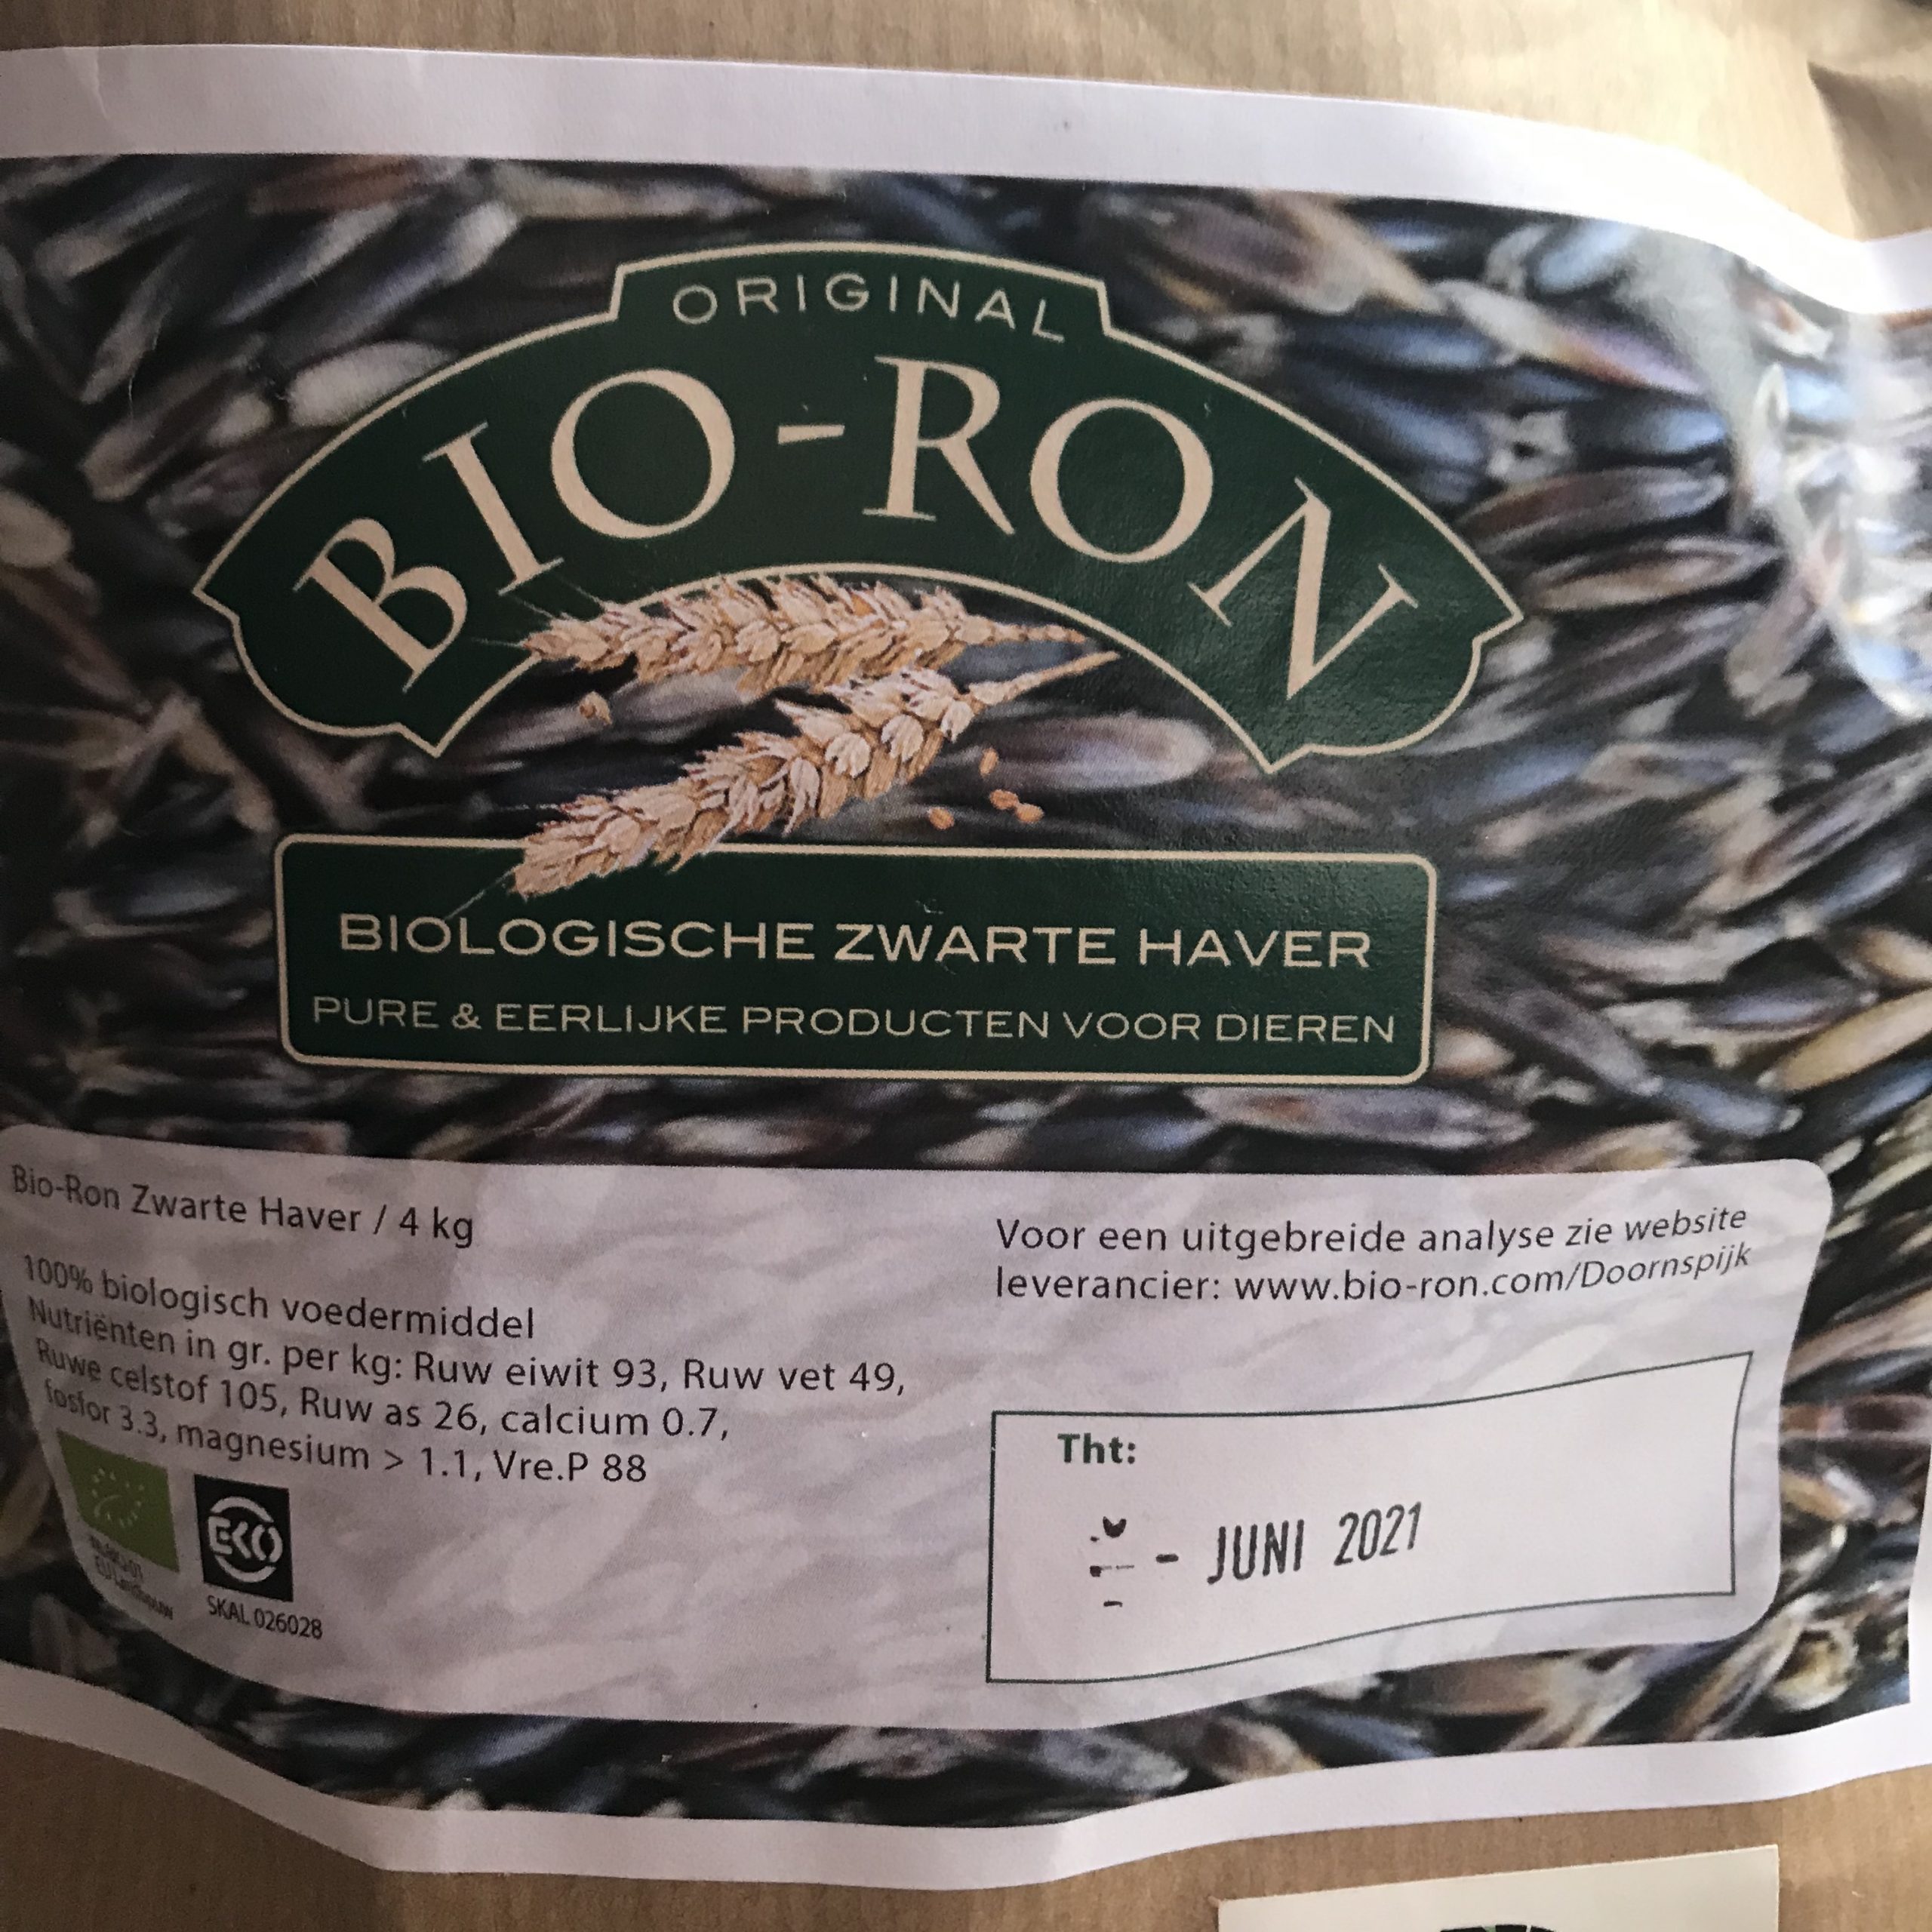 ORIGINAL
BIO-RON
BIOLOGISCHE ZWARTE HAVER
PURE & EERLIJKE PRODUCTEN VOOR DIEREN
Bio-Ron Zwarte Haver / 4 kg
100% biologisch voedermiddel
Nutriënten in gr. per kg: Ruw eiwit 93, Ruw vet 49,
Ruwe celstof 105, Ruw as 26, calcium 0.7,
fosfor 3.3, magnesium > 1.1, Vre.P 88
EKO
SKAL 026028
Voor een uitgebreide analyse zie website
leverancier: www.bio-ron.com/Doornspijk
Tht:
- JUNI 2021